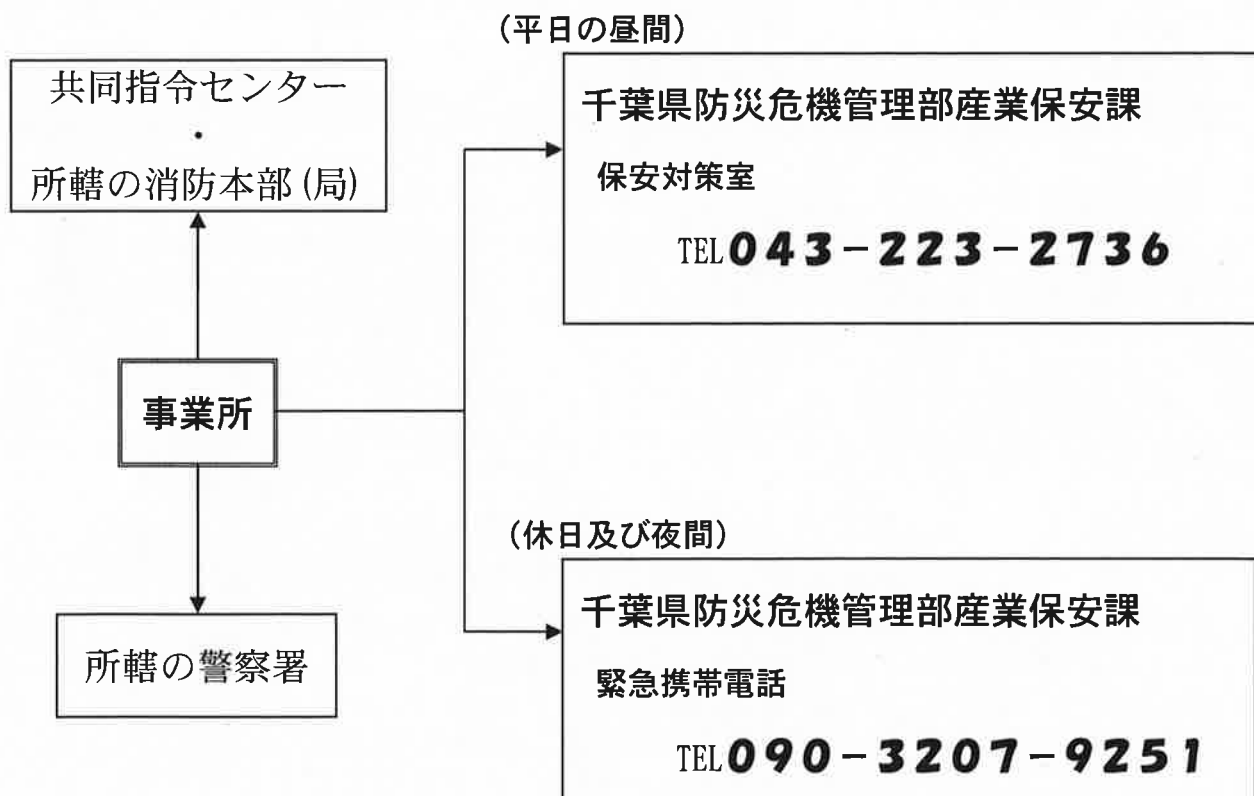 (平日の昼間)
共同指令センター
・
所轄の消防本部(局)
千葉県防災危機管理部産業保安課
保安対策室
TEL043-223-2736
事業所
(休日及び夜間)
千葉県防災危機管理部産業保安課
緊急携帯電話
TEL090-3207-9251
所轄の警察署